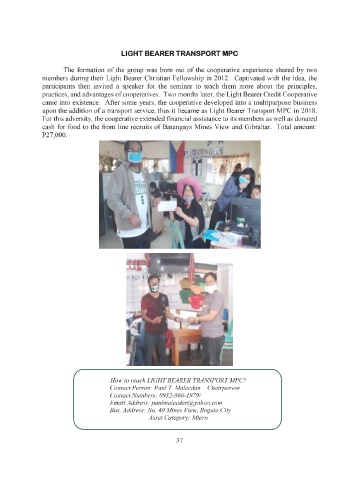 LIGHT BEARER TRANSPORT MPC
The formation of the group was born out of the cooperative experience shared by two
members during their Light Bearer Christian Fellowship in 2012. Captivated with the idea, the
participants then invited a speaker for the seminar to teach them more about the principles,
practices, and advantages of cooperatives. Two months later, the Light Bearer Credit Cooperative
came into existence. After some years, the cooperative developed into a multipurpose business
upon the addition of a transport service, thus it became as Light Bearer Transport MPC in 2018.
For this adversity, the cooperative extended financial assistance to its members as well as donated
cash for food to the front line recruits of Barangays Mines View and Gibraltar. Total amount:
P27,000.
How to reach LIGHT BEARER TRANSPORT MPC?
Contact Person: Paul T. Malecdan – Chairperson
Contact Numbers:
Email Address: paulmalecdan@yahoo.com
Bus. Address: No. 40 Mines View, Baguio City
Asset Category: Micro
37